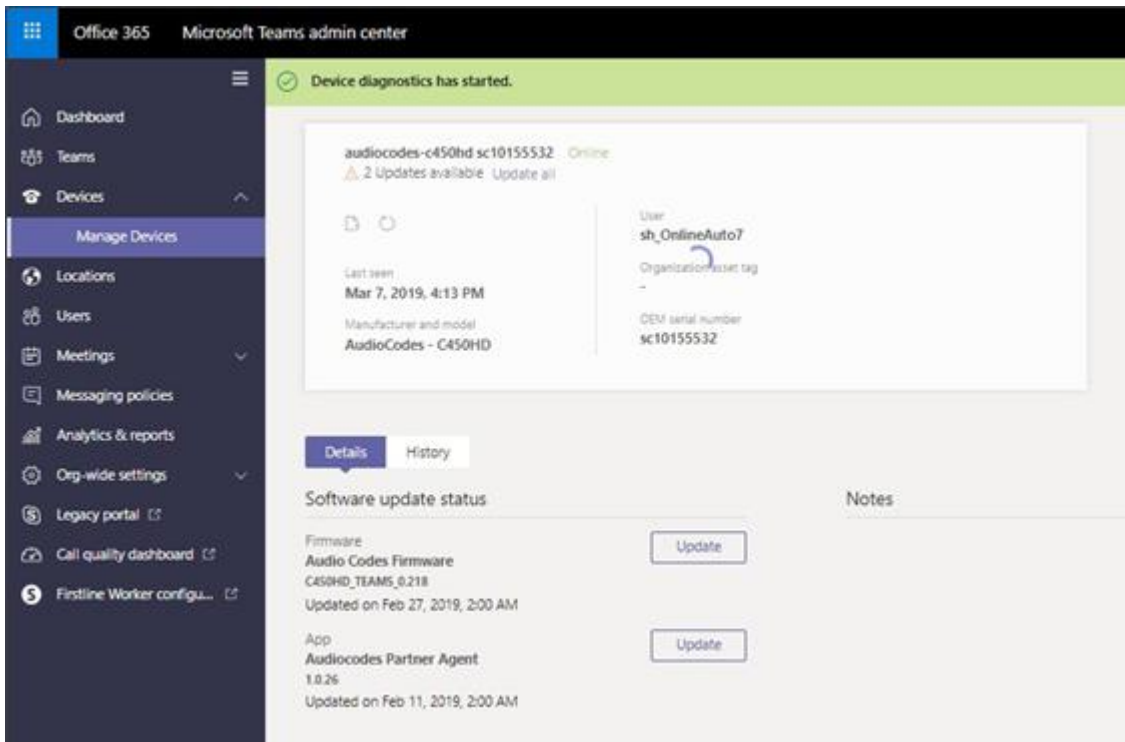 Office 365 Microsoft Teams admin center
Device diagnostics has started.
Dashboard
Teams
Devices
Manage Devices
Locations
Users
Meetings
Messaging policies
Analytics & reports
Org-wide settings
Legacy portal
Call quality dashboard
Firstline Worker configu...
audiocodes-c450hd sc10155532 Online
2 Updates available Update all
Last seen
Mar 7, 2019, 4:13 PM
Manufacturer and model
AudioCodes - C450HD
User
sh_OnlineAuto7
Organization asset tag
-
OEM serial number
sc10155532
Details History
Software update status
Firmware
Audio Codes Firmware
C450HD_TEAMS_0.218
Updated on Feb 27, 2019, 2:00 AM
Update
App
Audiocodes Partner Agent
1.0.26
Updated on Feb 11, 2019, 2:00 AM
Update
Notes